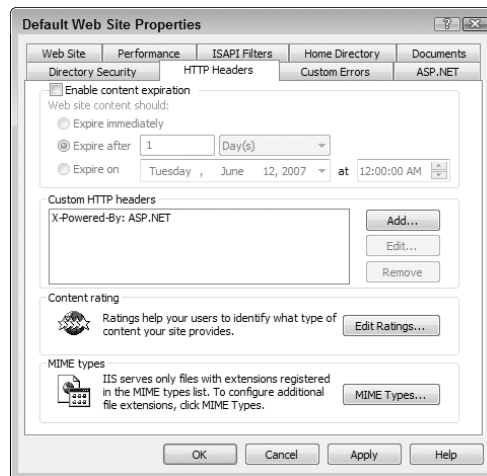 Default Web Site Properties
Web Site Performance ISAPI Filters Home Directory Documents
Directory Security HTTP Headers Custom Errors ASP.NET
Enable content expiration
Web site content should:
Expire immediately
Expire after 1 Day(s)
Expire on Tuesday , June 12, 2007 at 12:00:00 AM
Custom HTTP headers
X-Powered-By: ASP.NET
Add...
Edit...
Remove
Content rating
Ratings help your users to identify what type of
content your site provides.
Edit Ratings...
MIME types
IIS serves only files with extensions registered
in the MIME types list. To configure additional
file extensions, click MIME Types.
MIME Types...
OK Cancel Apply Help